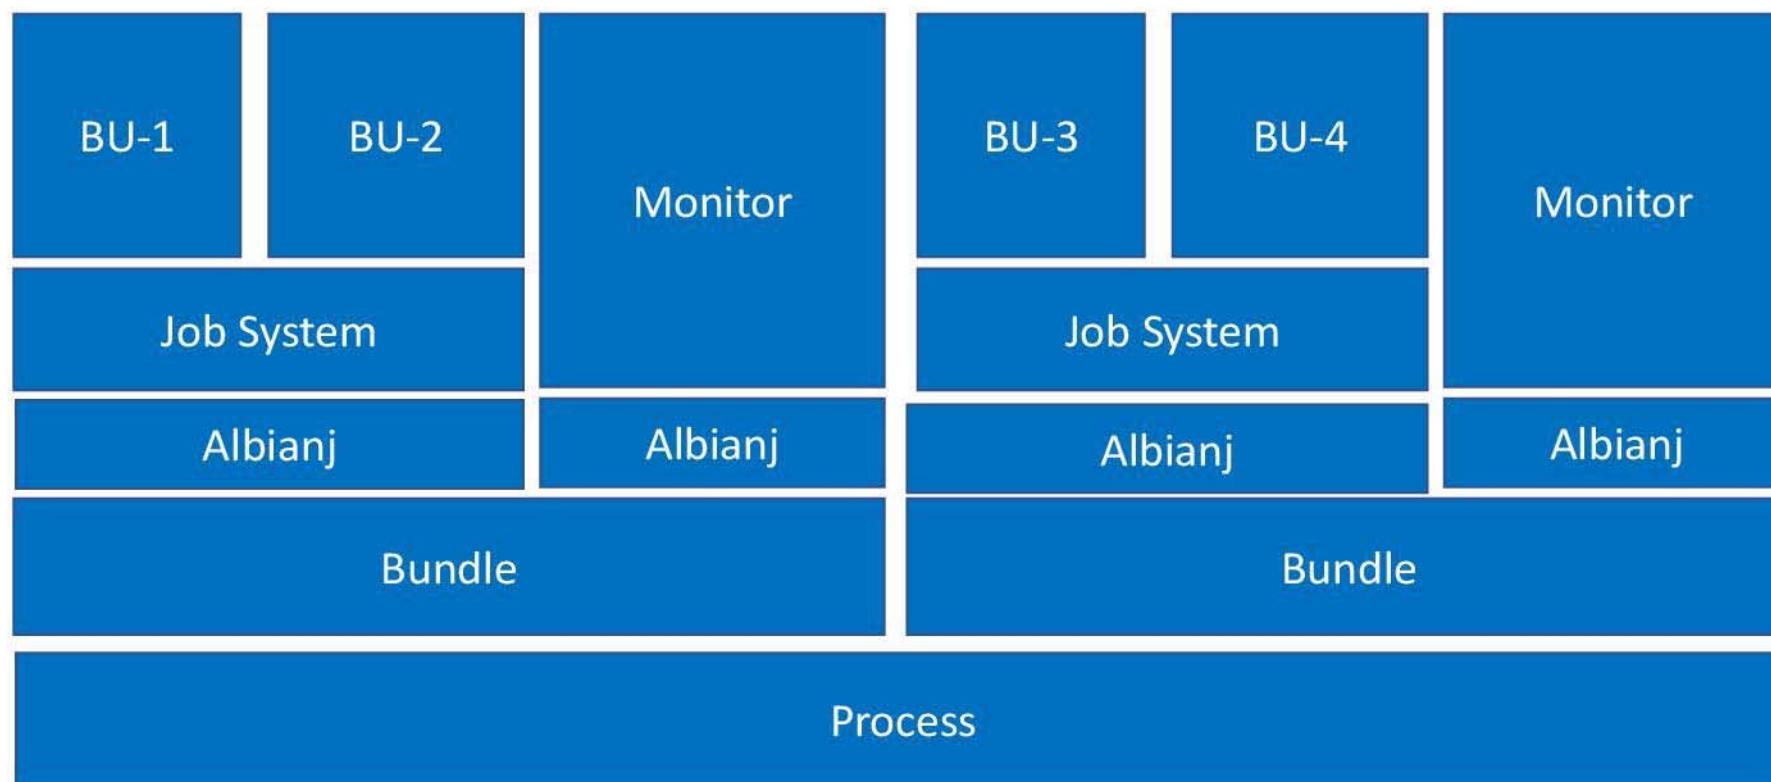 BU-1
BU-2
Monitor
BU-3
BU-4
Monitor
Job System
Job System
Albianj
Albianj
Albianj
Albianj
Bundle
Bundle
Process